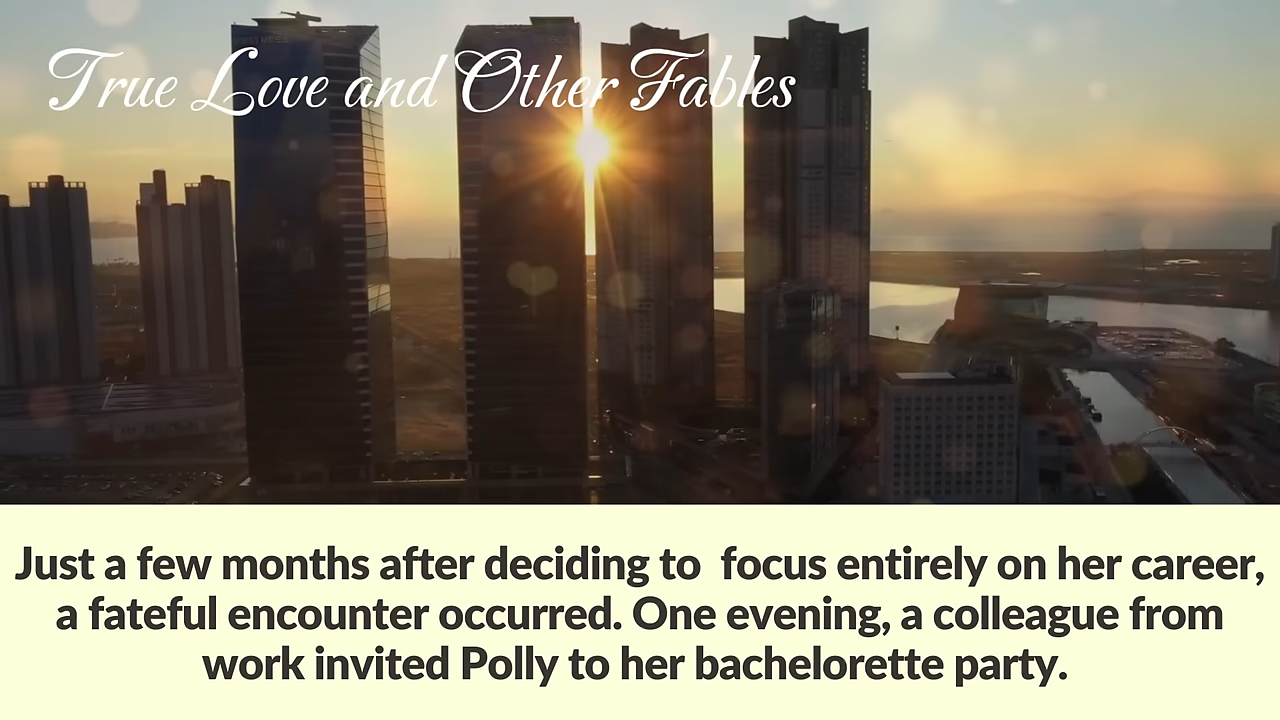 True Love and Other Fables
Just a few months after deciding to  focus entirely on her career,
a fateful encounter occurred. One evening, a colleague from
work invited Polly to her bachelorette party.